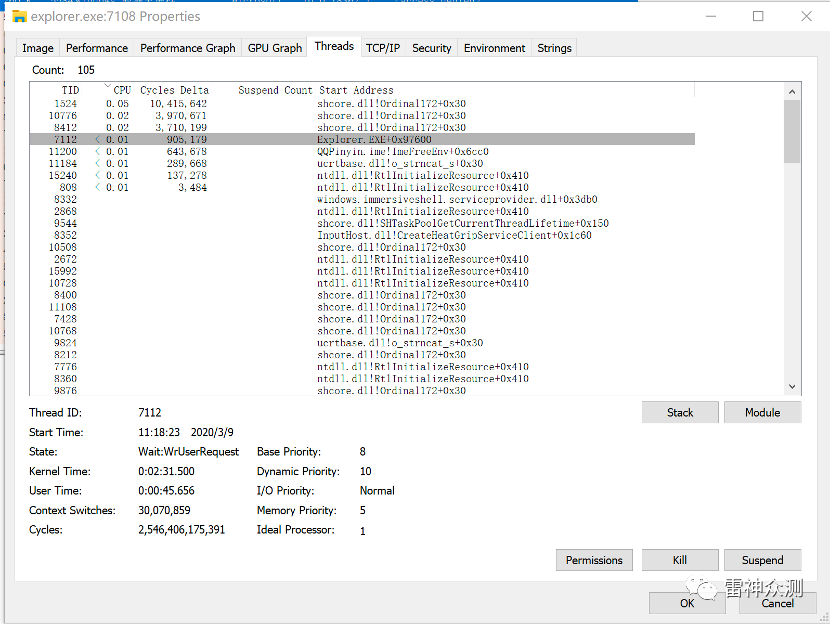 explorer.exe:7108 Properties
Image Performance Performance Graph GPU Graph Threads TCP/IP Security Environment Strings
Count: 105
TID CPU Cycles Delta Suspend Count Start Address
1524 0.05 10,415,642 shcore.dll!Ordinal172+0x30
10776 0.02 3,970,671 shcore.dll!Ordinal172+0x30
8412 0.02 3,710,199 shcore.dll!Ordinal172+0x30
7112 < 0.01 905,179 Explorer.EXE+0x97600
11200 < 0.01 643,678 QQPinyin.ime!ImeFreeEnv+0x6cc0
11184 < 0.01 289,668 ucrtbase.dll!o_strncat_s+0x30
15240 < 0.01 137,278 ntdll.dll!RtlInitializeResource+0x410
808 < 0.01 3,484 ntdll.dll!RtlInitializeResource+0x410
8332 windows.immersiveshell.serviceprovider.dll+0x3db0
2868 ntdll.dll!RtlInitializeResource+0x410
9544 shcore.dll!SHTaskPoolGetCurrentThreadLifetime+0x150
8352 InputHost.dll!CreateHeatGripServiceClient+0x1c60
10508 shcore.dll!Ordinal172+0x30
2672 ntdll.dll!RtlInitializeResource+0x410
15992 ntdll.dll!RtlInitializeResource+0x410
10728 ntdll.dll!RtlInitializeResource+0x410
8400 shcore.dll!Ordinal172+0x30
11108 shcore.dll!Ordinal172+0x30
7428 shcore.dll!Ordinal172+0x30
10768 shcore.dll!Ordinal172+0x30
9824 ucrtbase.dll!o_strncat_s+0x30
8212 shcore.dll!Ordinal172+0x30
7776 ntdll.dll!RtlInitializeResource+0x410
8360 ntdll.dll!RtlInitializeResource+0x410
9876 shcore.dll!Ordinal172+0x30
Thread ID: 7112 Stack Module
Start Time: 11:18:23 2020/3/9
State: Wait:WrUserRequest Base Priority: 8
Kernel Time: 0:02:31.500 Dynamic Priority: 10
User Time: 0:00:45.656 I/O Priority: Normal
Context Switches: 30,070,859 Memory Priority: 5
Cycles: 2,546,406,175,391 Ideal Processor: 1
Permissions Kill Suspend
雷神众测
OK Cancel